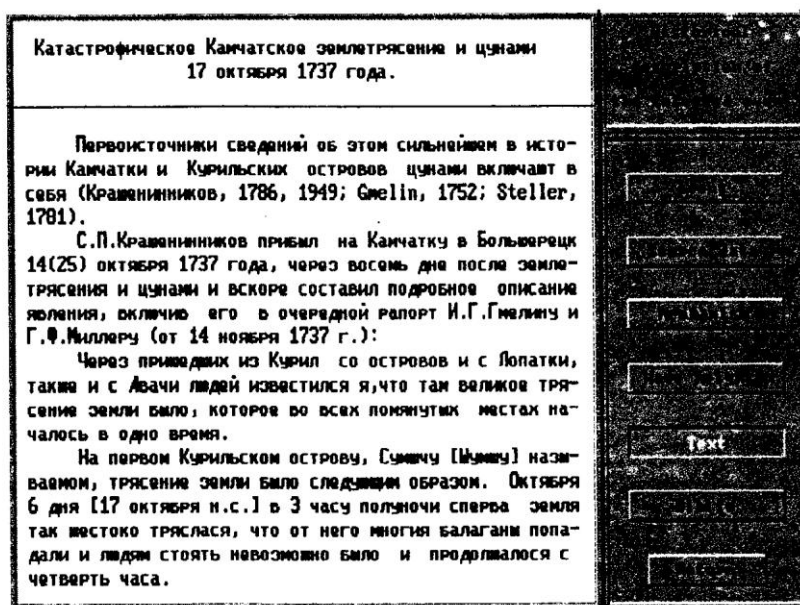 Катастрофическое Камчатское землетрясение и цунами
17 октября 1737 года.
Первоисточники сведений об этом сильнейшем в исто-
рии Камчатки и Курильских островов цунами включают в
себя (Крашенинников, 1786, 1949; Gmelin, 1752; Steller,
1781).
С.П.Крашенинников прибыл на Камчатку в Большерецк
14(25) октября 1737 года, через восемь дне после земле-
трясения и цунами и вскоре составил подробное описание
явления, включив его в очередной рапорт И.Г.Гмелину и
Г.Ф.Миллеру (от 14 ноября 1737 г.):
Через пришедших из Курил со островов и с Лопатки,
также и с Авачи людей известился я,что там великое тря-
сение земли было, которое во всех помянутых местах на-
чалось в одно время.
На первом Курильском острову, Сумшчу [Шумшу] назы-
ваемом, трясение земли было следующим образом. Октября
6 дня [17 октября н.с.] в 3 часу полуночи сперва земля
так жестоко тряслася, что от него многия балаганы попа-
дали и людям стоять невозможно было и продолжалося с
четверть часа.
Text